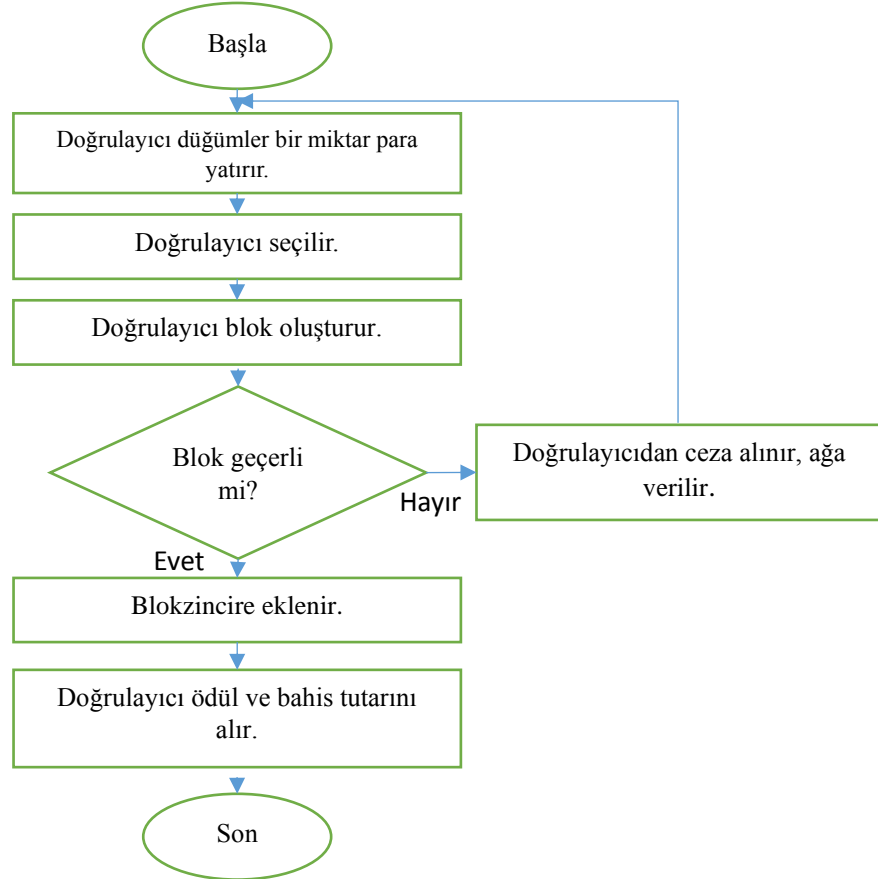 Başla
Doğrulayıcı düğümler bir miktar para
yatırır.
Doğrulayıcı seçilir.
Doğrulayıcı blok oluşturur.
Blok geçerli
mi?
Hayır
Doğrulayıcıdan ceza alınır, ağa
verilir.
Evet
Blokzincire eklenir.
Doğrulayıcı ödül ve bahis tutarını
alır.
Son